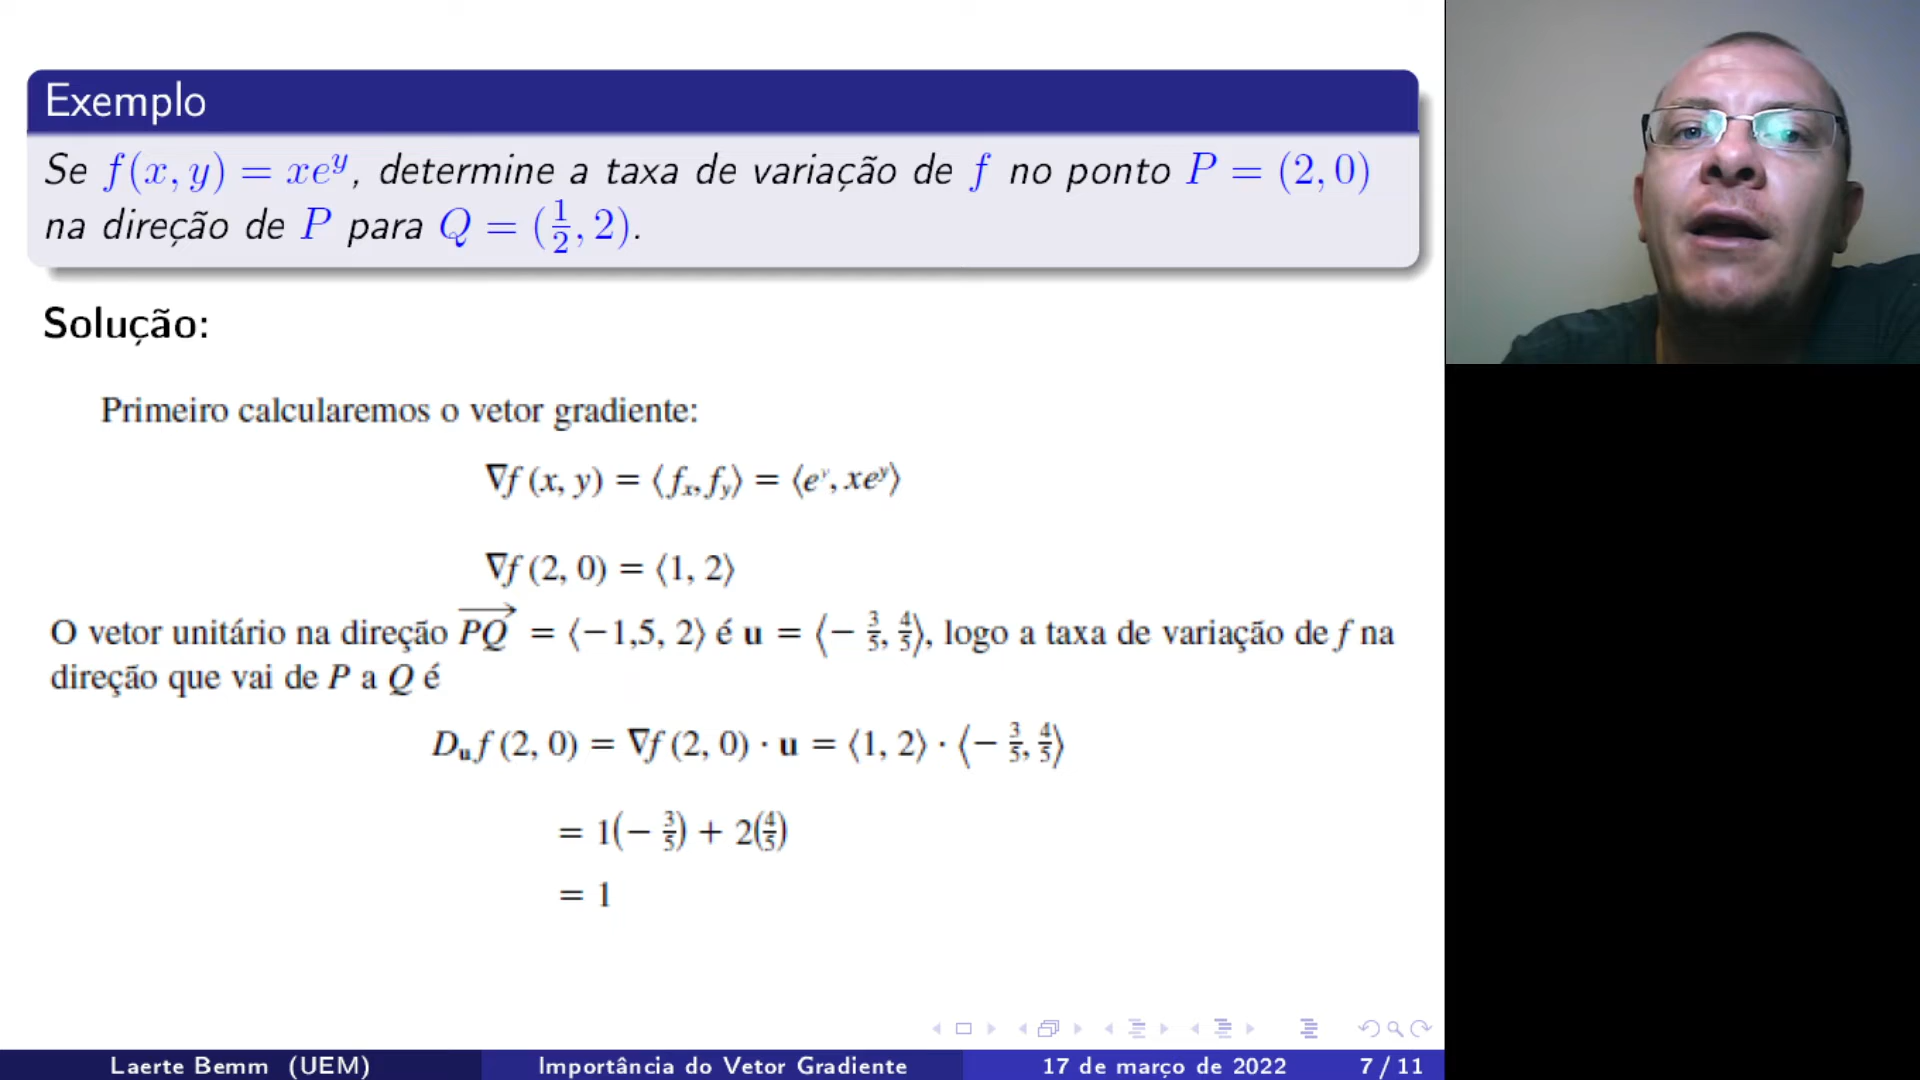 Exemplo
Se f(x, y) = xe^y, determine a taxa de variação de f no ponto P = (2, 0)
na direção de P para Q = (1/2, 2).
Solução:
Primeiro calcularemos o vetor gradiente:
∇f (x, y) = ⟨f_x, f_y⟩ = ⟨e^y, xe^y⟩
∇f (2, 0) = ⟨1, 2⟩
O vetor unitário na direção \overrightarrow{PQ} = ⟨−1,5, 2⟩ é u = ⟨− 3/5, 4/5⟩, logo a taxa de variação de f na
direção que vai de P a Q é
D_u f (2, 0) = ∇f (2, 0) · u = ⟨1, 2⟩ · ⟨− 3/5, 4/5⟩
= 1(− 3/5) + 2(4/5)
= 1
Laerte Bemm (UEM) Importância do Vetor Gradiente 17 de março de 2022 7 / 11